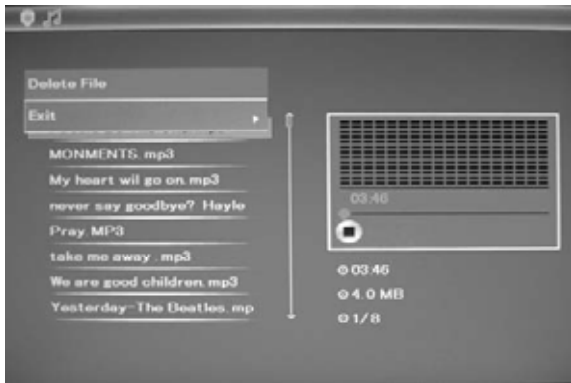 Delete File
Exit
MONMENTS.mp3
My heart wil go on.mp3
never say goodbye? Hayle
Pray.MP3
take me away .mp3
We are good children.mp3
Yesterday-The Beatles.mp
03:46
03:46
4.0 MB
1/8